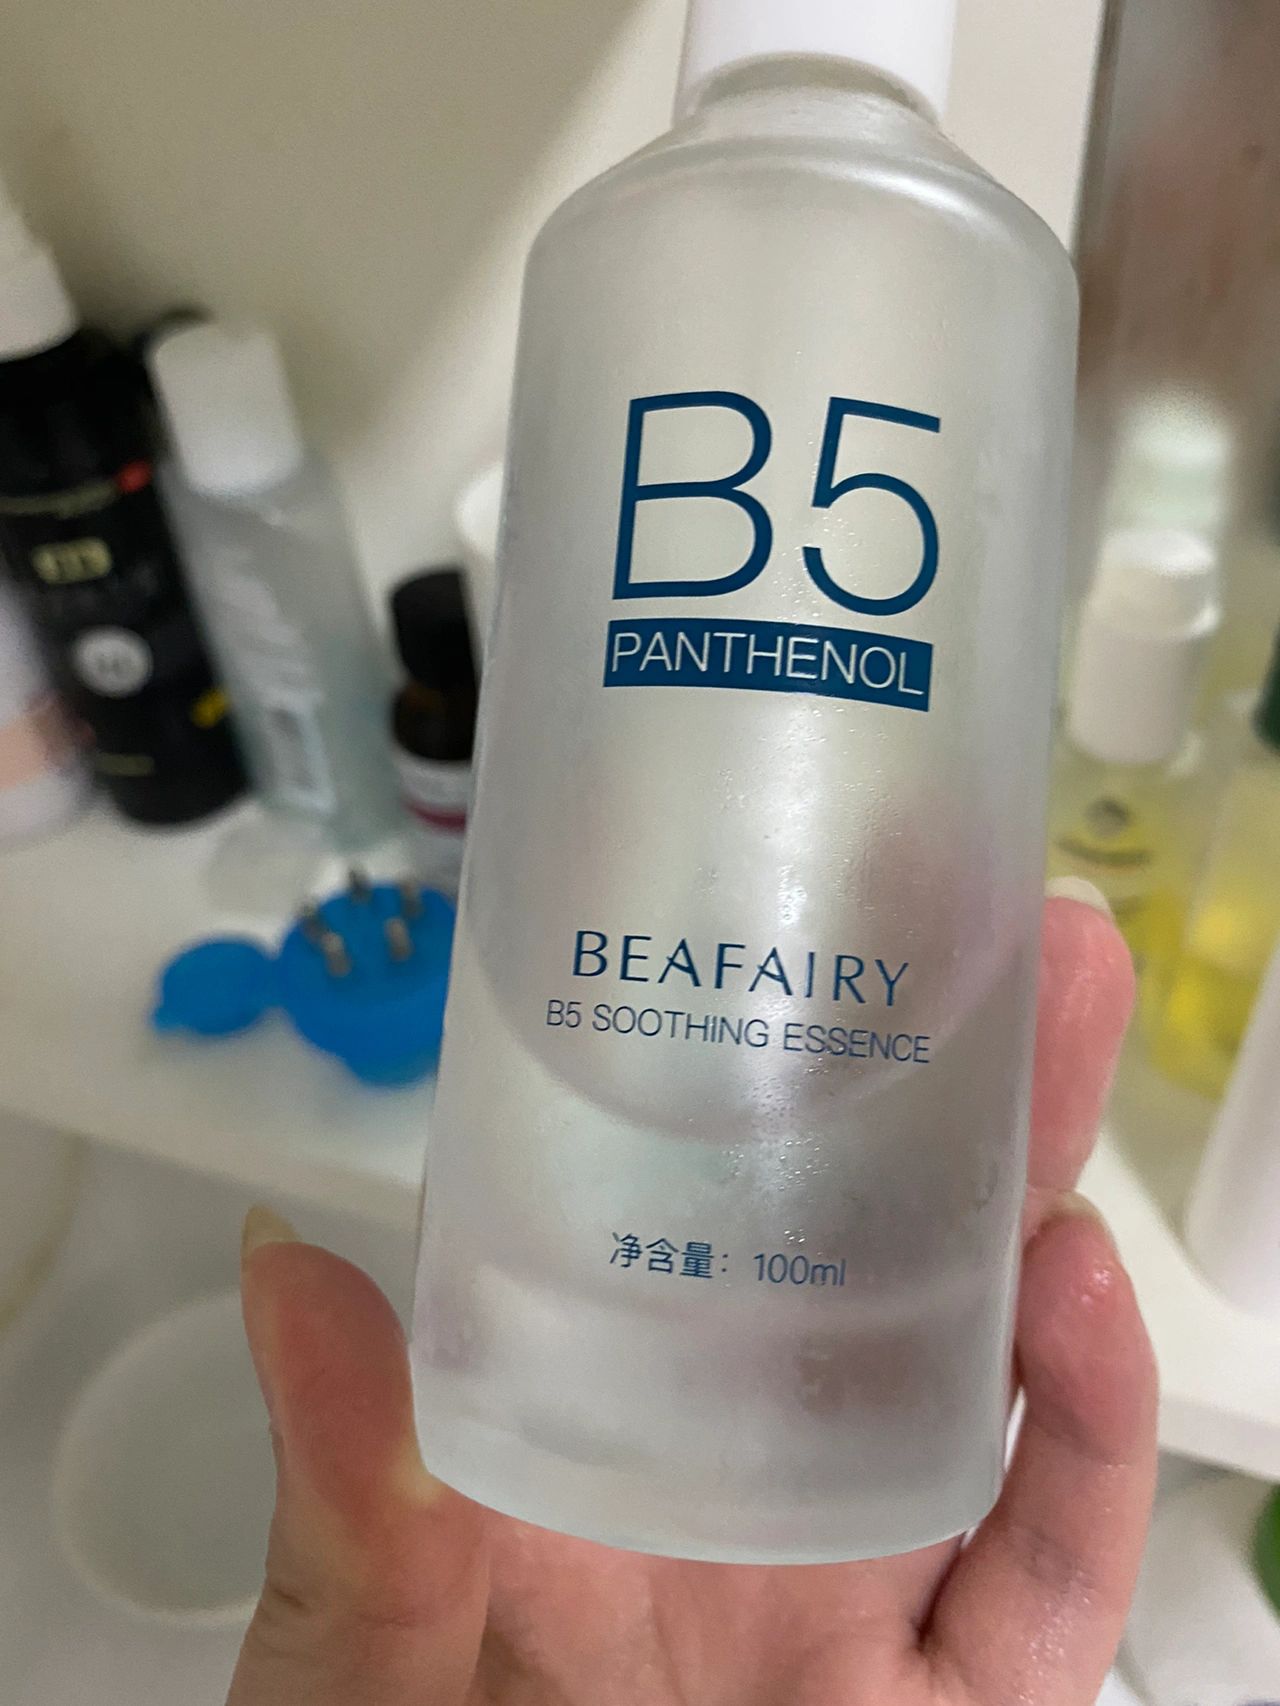 B5
PANTHENOL
BEAFAIRY
B5 SOOTHING ESSENCE
净含量：100ml